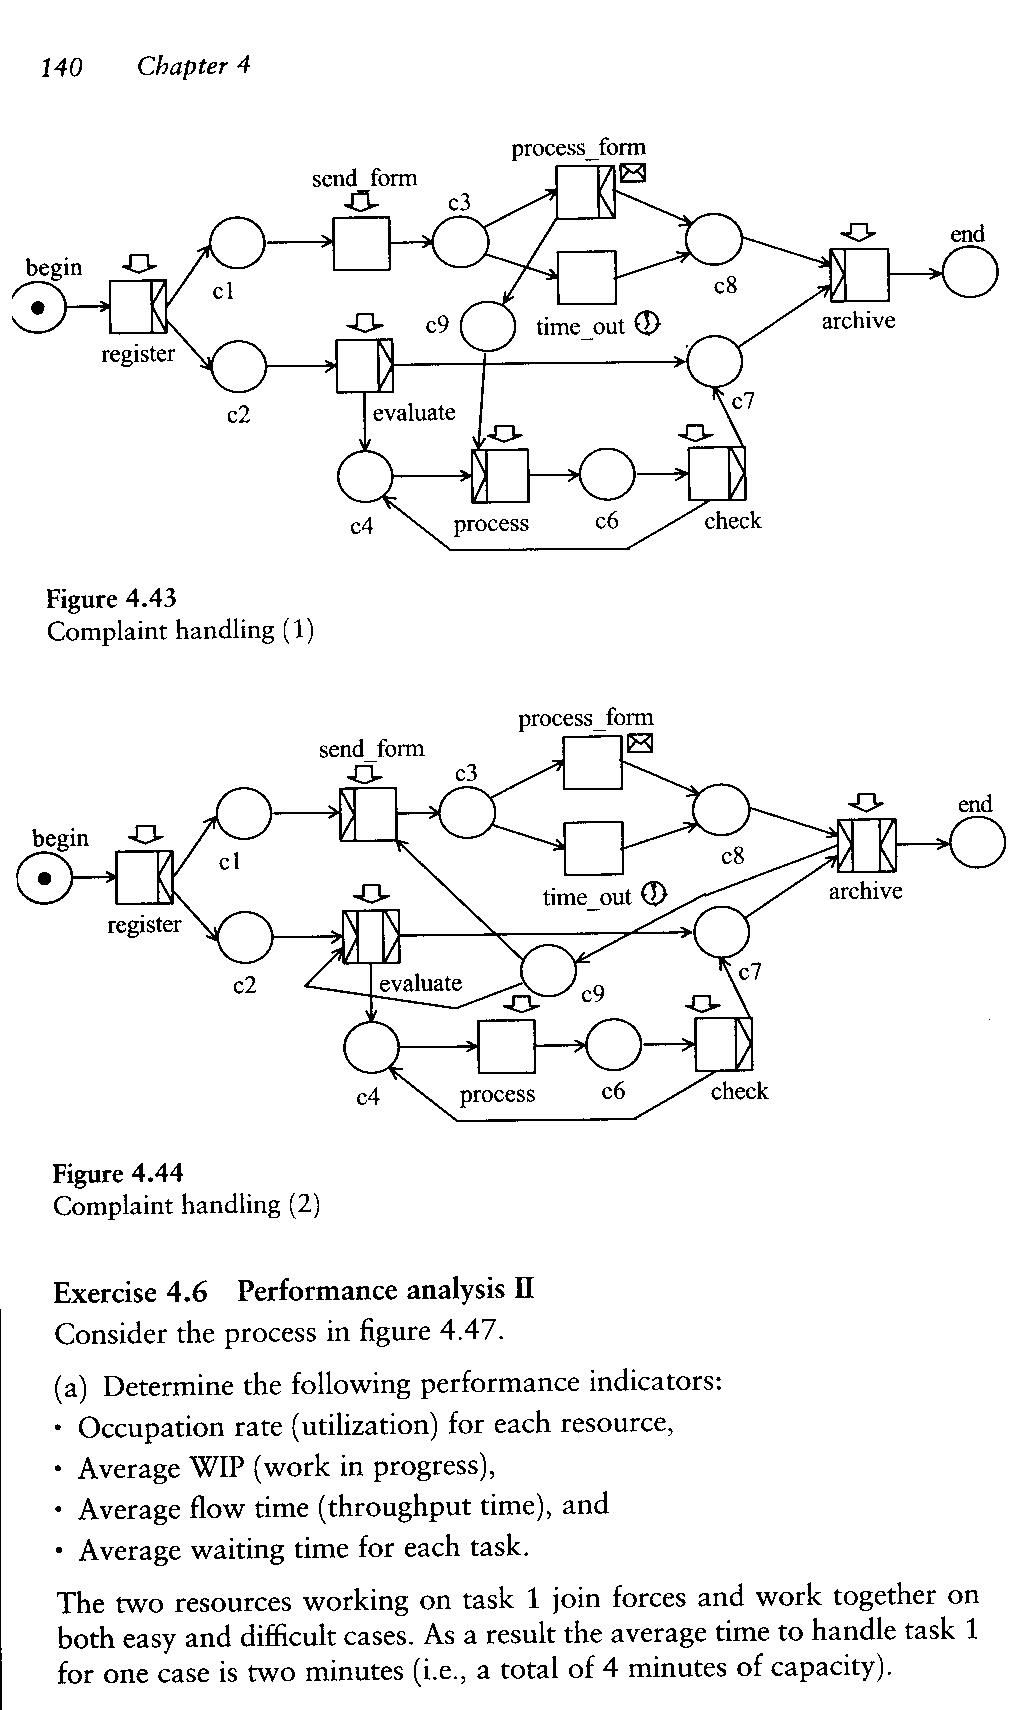 140 Chapter 4
process_form
send_form
c3
begin
end
c1
c8
c9
time_out
archive
register
c2
evaluate
c7
c4
process
c6
check
Figure 4.43
Complaint handling (1)
process_form
send_form
c3
begin
end
c1
c8
time_out
archive
register
c2
evaluate
c9
c7
c4
process
c6
check
Figure 4.44
Complaint handling (2)
Exercise 4.6 Performance analysis II
Consider the process in figure 4.47.
(a) Determine the following performance indicators:
• Occupation rate (utilization) for each resource,
• Average WIP (work in progress),
• Average flow time (throughput time), and
• Average waiting time for each task.
The two resources working on task 1 join forces and work together on
both easy and difficult cases. As a result the average time to handle task 1
for one case is two minutes (i.e., a total of 4 minutes of capacity).